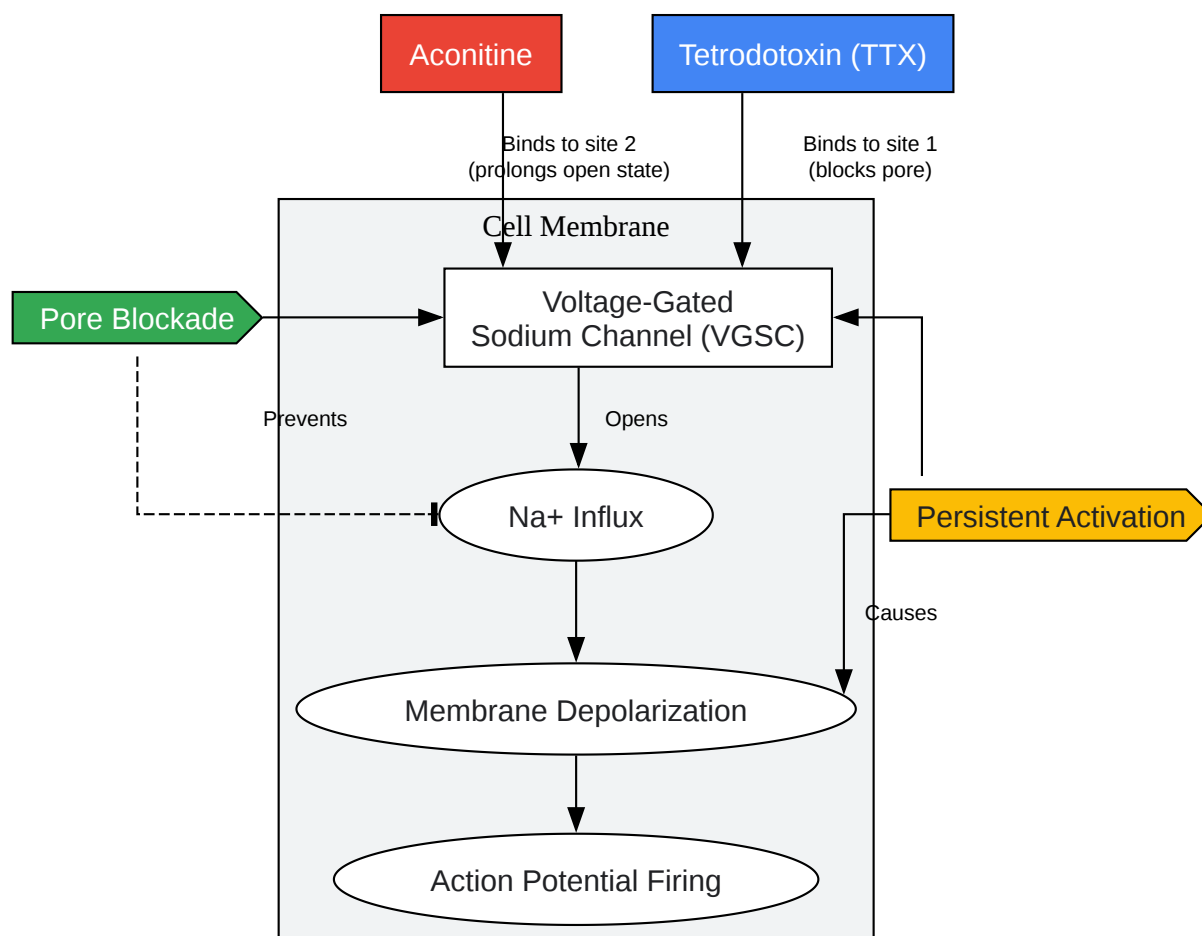 Aconitine
Tetrodotoxin (TTX)
Binds to site 2
(prolongs open state)
Binds to site 1
(blocks pore)
Cell Membrane
Voltage-Gated
Sodium Channel (VGSC)
Pore Blockade
Prevents
Opens
Na+ Influx
Persistent Activation
Causes
Membrane Depolarization
Action Potential Firing